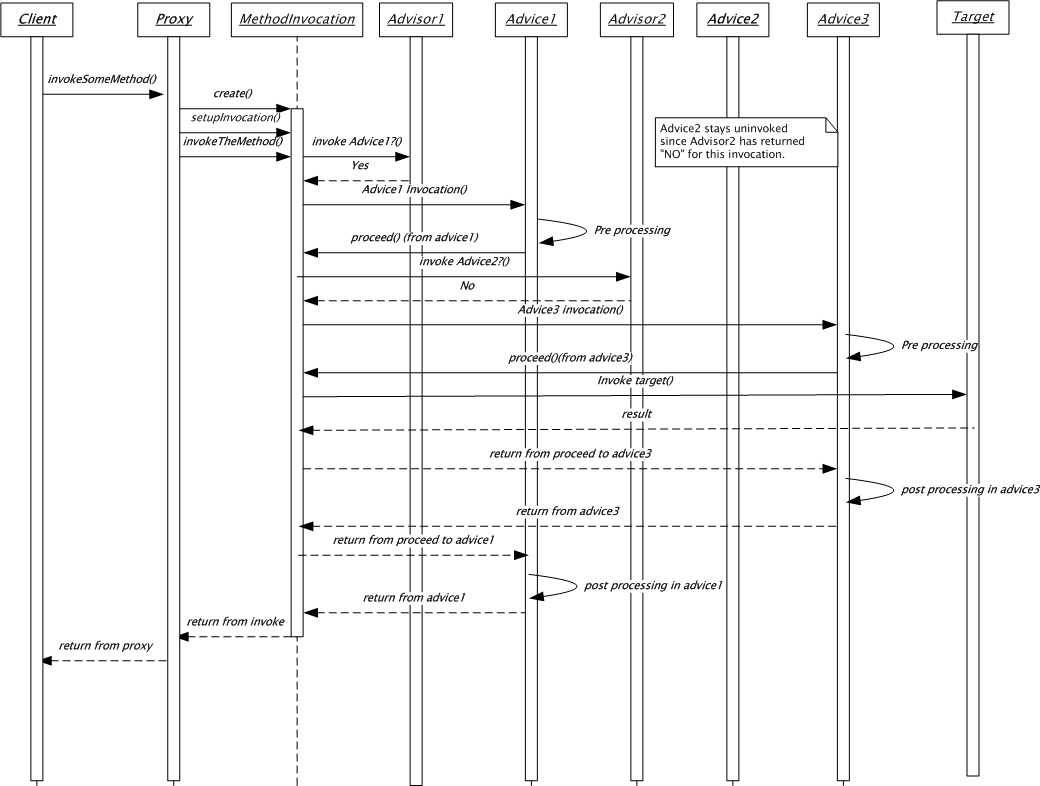 Client
Proxy
MethodInvocation
Advisor1
Advice1
Advisor2
Advice2
Advice3
Target
invokeSomeMethod()
create()
setupInvocation()
invokeTheMethod()
invoke Advice1?()
Advice2 stays uninvoked
since Advisor2 has returned
"NO" for this invocation.
Yes
Advice1 Invocation()
Pre processing
proceed() (from advice1)
invoke Advice2?()
No
Advice3 invocation()
Pre processing
proceed()(from advice3)
Invoke target()
result
return from proceed to advice3
post processing in advice3
return from advice3
return from proceed to advice1
post processing in advice1
return from advice1
return from invoke
return from proxy